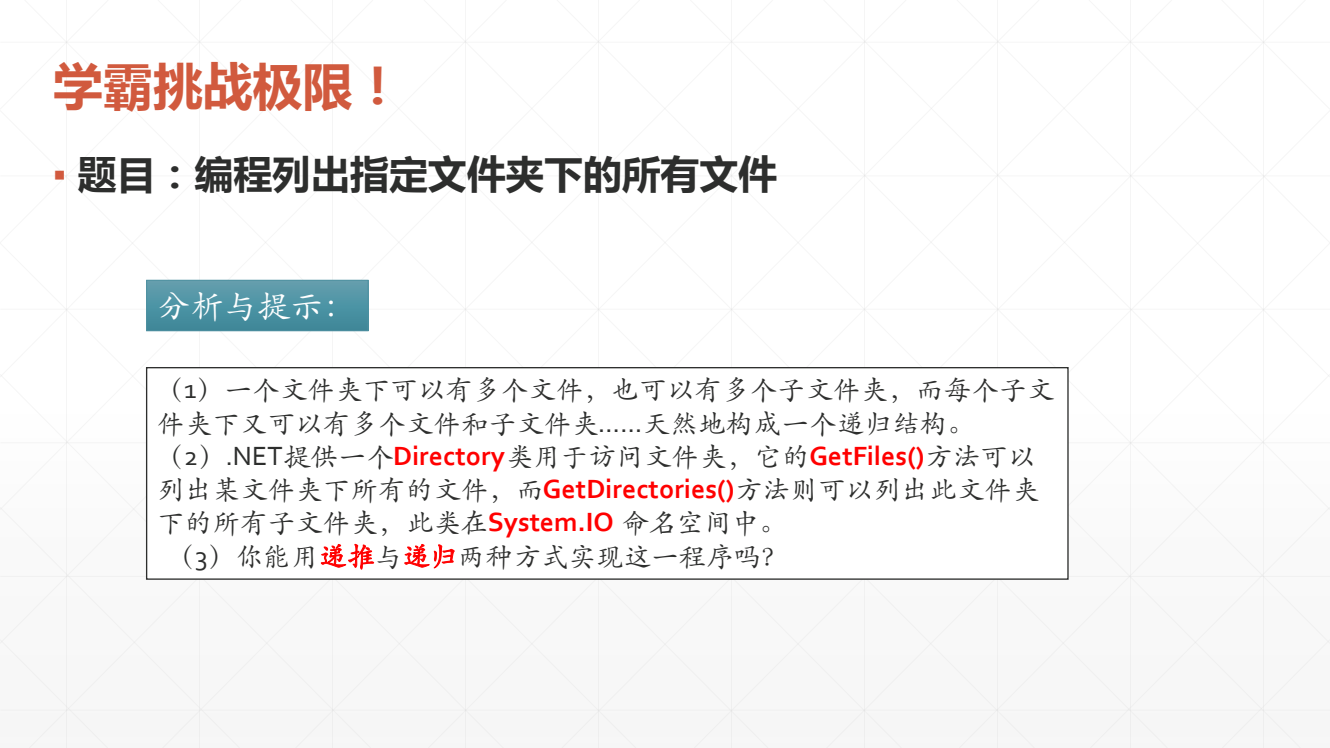 学霸挑战极限！
▪ 题目：编程列出指定文件夹下的所有文件
分析与提示：
（1）一个文件夹下可以有多个文件，也可以有多个子文件夹，而每个子文
件夹下又可以有多个文件和子文件夹……天然地构成一个递归结构。
（2）.NET提供一个Directory类用于访问文件夹，它的GetFiles()方法可以
列出某文件夹下所有的文件，而GetDirectories()方法则可以列出此文件夹
下的所有子文件夹，此类在System.IO 命名空间中。
（3）你能用递推与递归两种方式实现这一程序吗？